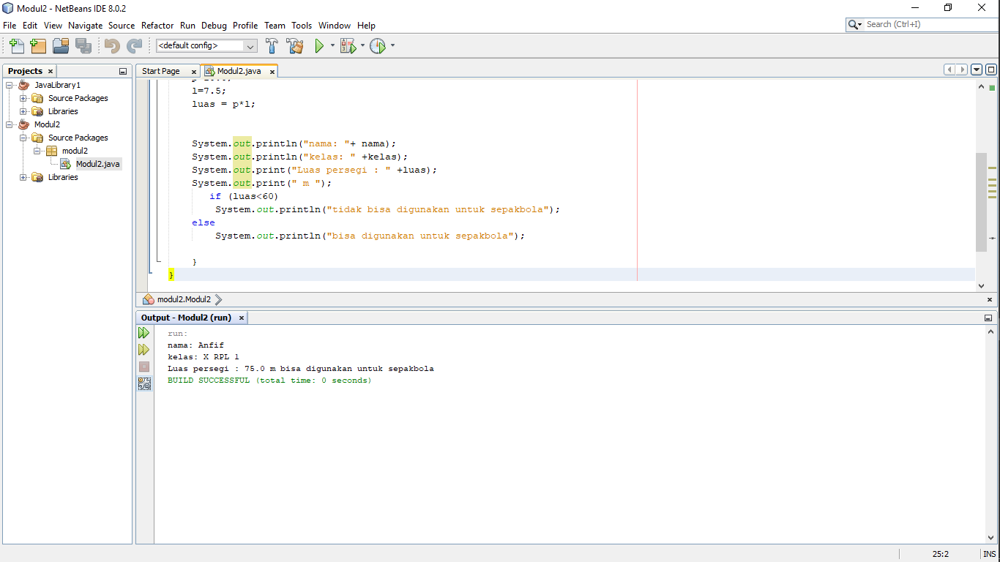 Modul2 - NetBeans IDE 8.0.2
File Edit View Navigate Source Refactor Run Debug Profile Team Tools Window Help
Search (Ctrl+I)
<default config>
Projects
JavaLibrary1
Source Packages
Libraries
Modul2
Source Packages
modul2
Modul2.java
Libraries
Start Page
Modul2.java
l=7.5;
luas = p*l;
System.out.println("nama: "+ nama);
System.out.println("kelas: " +kelas);
System.out.print("Luas persegi : " +luas);
System.out.print(" m ");
if (luas<60)
System.out.println("tidak bisa digunakan untuk sepakbola");
else
System.out.println("bisa digunakan untuk sepakbola");
}
}
modul2.Modul2
Output - Modul2 (run)
run:
nama: Anfif
kelas: X RPL 1
Luas persegi : 75.0 m bisa digunakan untuk sepakbola
BUILD SUCCESSFUL (total time: 0 seconds)
25:2 INS